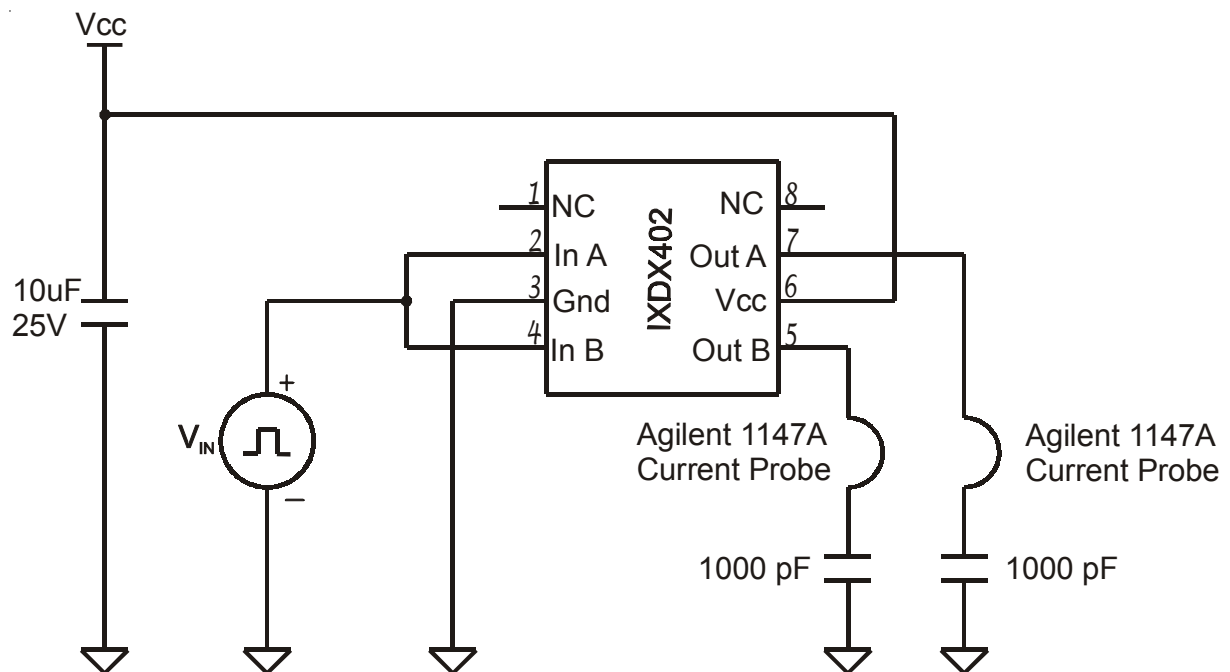 Vcc
10uF
25V
V IN
+
–
1
NC
2
In A
3
Gnd
4
In B
IXDX402
8
NC
7
Out A
6
Vcc
5
Out B
Agilent 1147A
Current Probe
Agilent 1147A
Current Probe
1000 pF
1000 pF